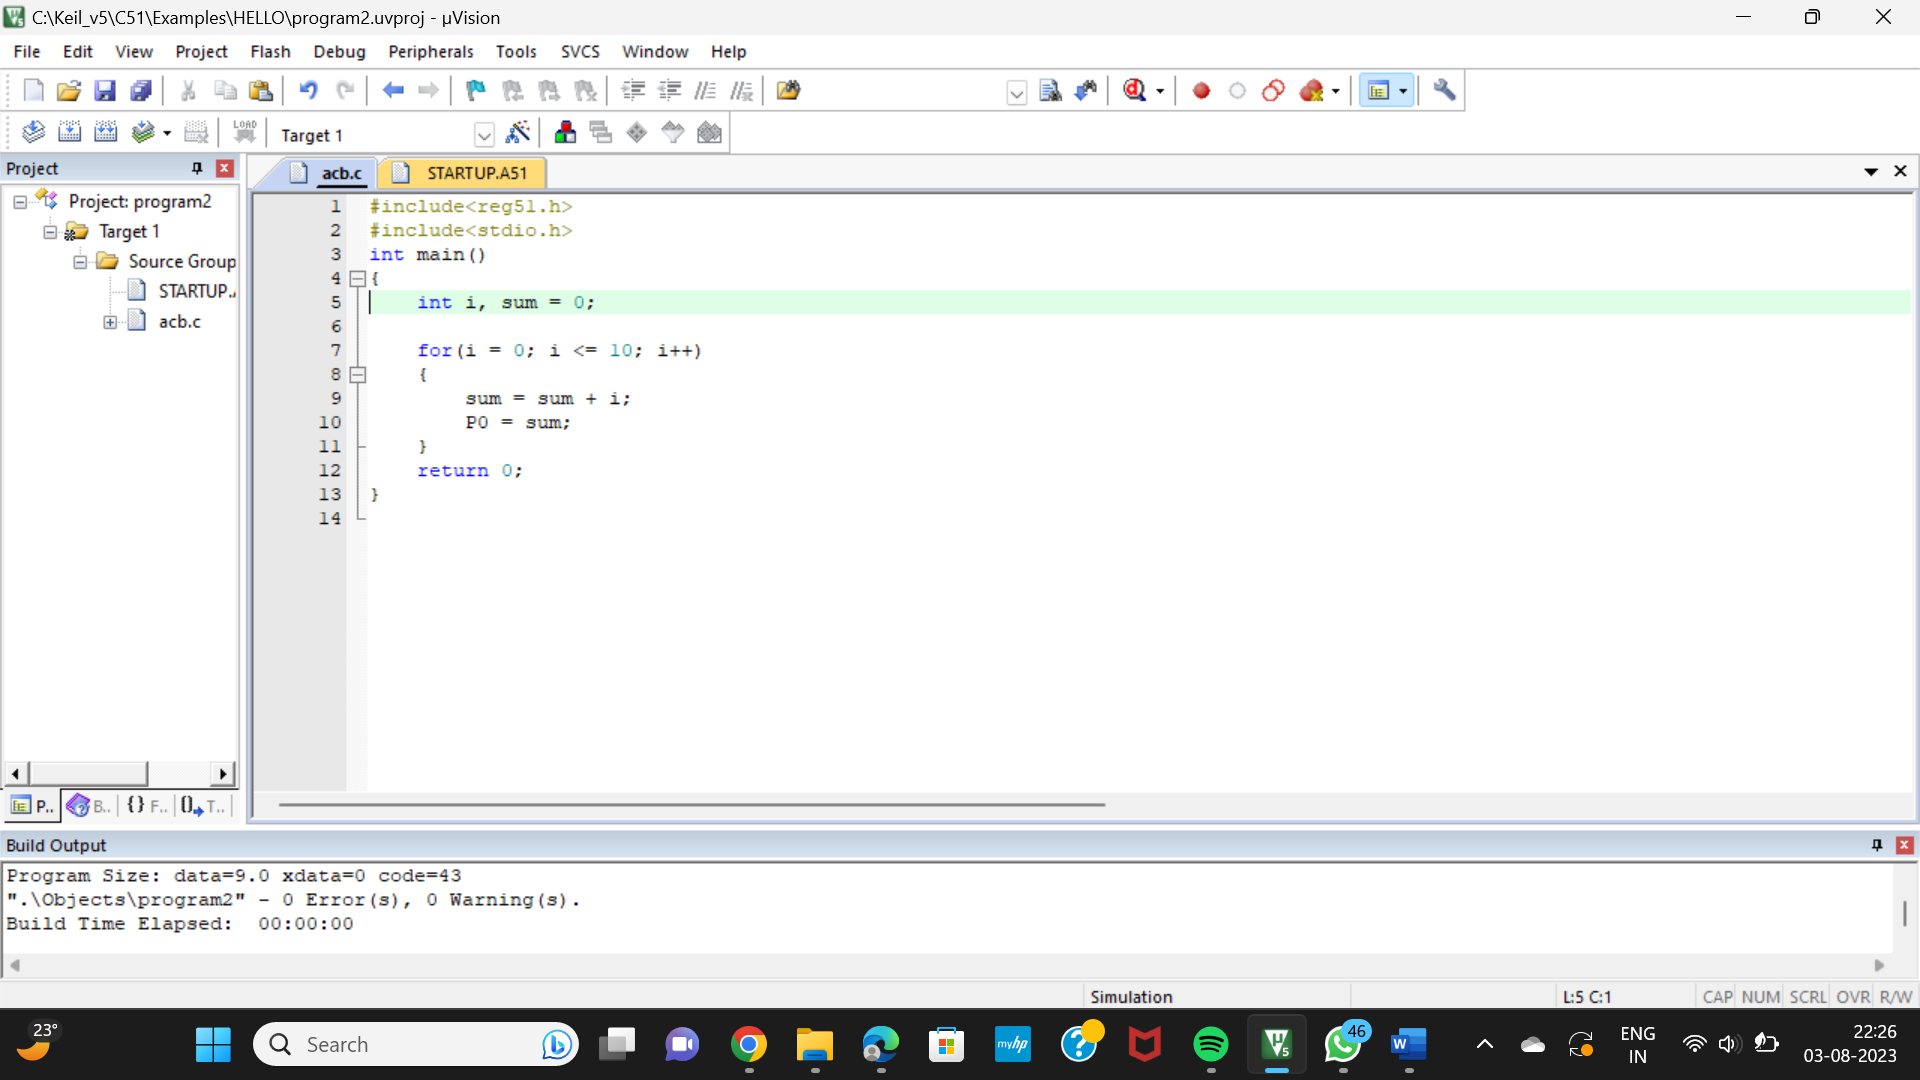 C:\Keil_v5\C51\Examples\HELLO\program2.uvproj - µVision
File Edit View Project Flash Debug Peripherals Tools SVCS Window Help
LOAD Target 1
Project
acb.c STARTUP.A51
Project: program2
Target 1
Source Group
STARTUP.
acb.c
1 #include<reg51.h>
2 #include<stdio.h>
3 int main()
4 {
5 int i, sum = 0;
6
7 for(i = 0; i <= 10; i++)
8 {
9 sum = sum + i;
10 P0 = sum;
11 }
12 return 0;
13 }
14
P.. B.. {} F.. T..
Build Output
Program Size: data=9.0 xdata=0 code=43
".\Objects\program2" - 0 Error(s), 0 Warning(s).
Build Time Elapsed:  00:00:00
Simulation L:5 C:1 CAP NUM SCRL OVR R/W
23° Search myhp 46 W ENG IN 22:26
03-08-2023